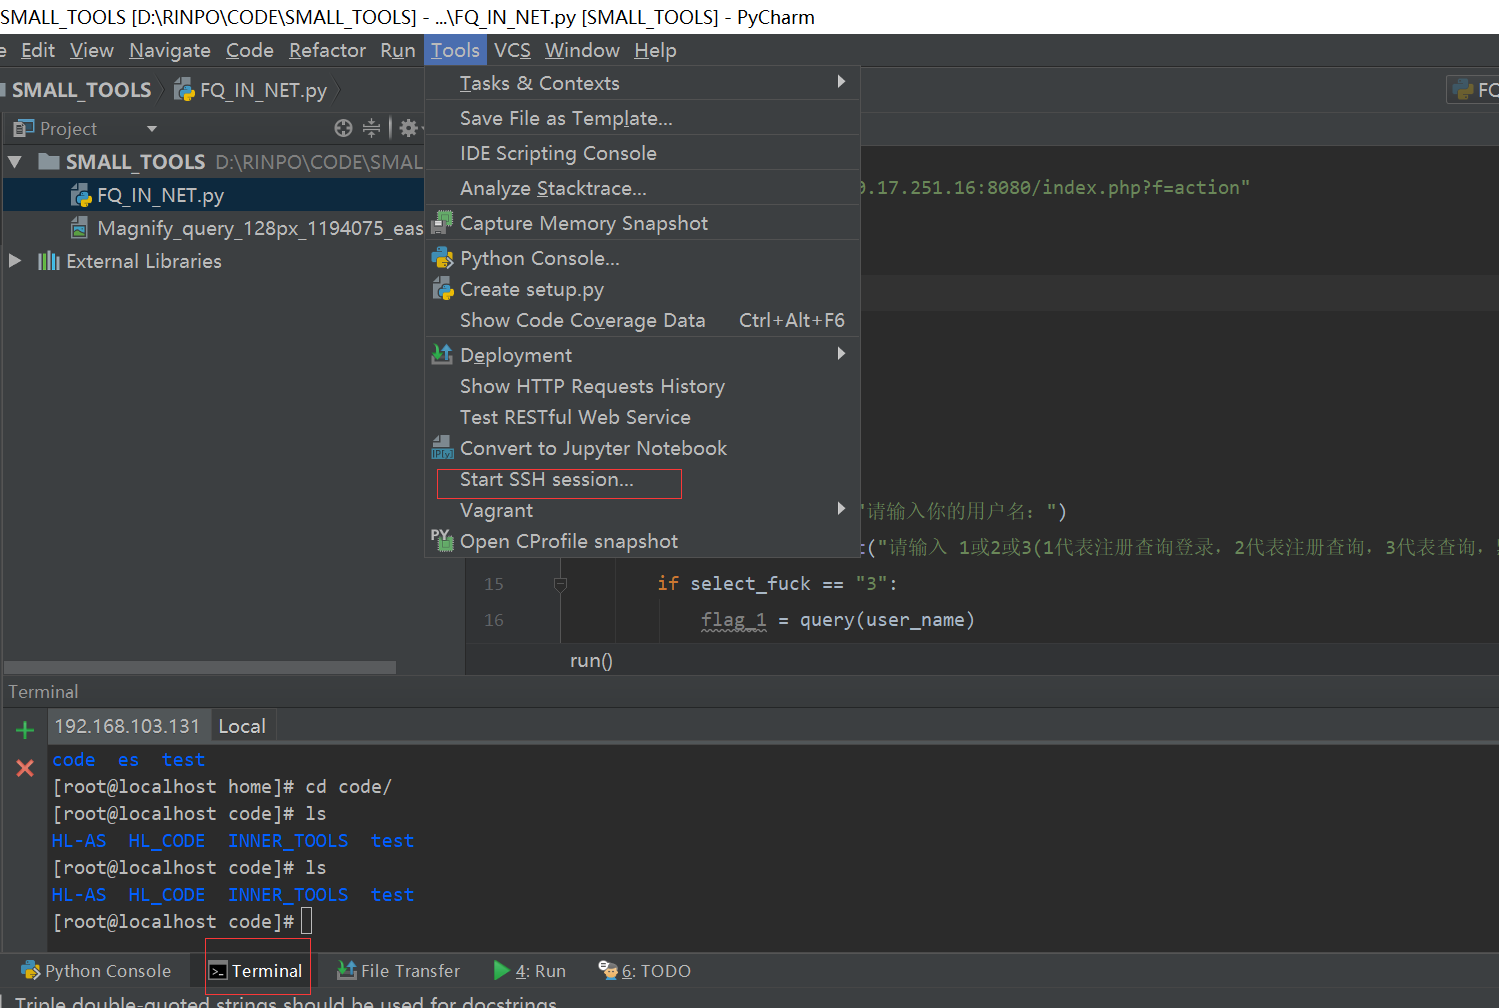 SMALL_TOOLS [D:\RINPO\CODE\SMALL_TOOLS] - ...\FQ_IN_NET.py [SMALL_TOOLS] - PyCharm
e Edit View Navigate Code Refactor Run Tools VCS Window Help
SMALL_TOOLS FQ_IN_NET.py FQ
Project
SMALL_TOOLS D:\RINPO\CODE\SMAL
FQ_IN_NET.py
Magnify_query_128px_1194075_eas
External Libraries
Tasks & Contexts
Save File as Template...
IDE Scripting Console
Analyze Stacktrace...
Capture Memory Snapshot
Python Console...
Create setup.py
Show Code Coverage Data Ctrl+Alt+F6
Deployment
Show HTTP Requests History
Test RESTful Web Service
Convert to Jupyter Notebook
Start SSH session...
Vagrant
Open CProfile snapshot
0.17.251.16:8080/index.php?f=action"
"请输入你的用户名: ")
t("请输入 1或2或3(1代表注册查询登录, 2代表注册查询, 3代表查询,
15 if select_fuck == "3":
16 flag_1 = query(user_name)
run()
Terminal
192.168.103.131 Local
code es test
[root@localhost home]# cd code/
[root@localhost code]# ls
HL-AS HL_CODE INNER_TOOLS test
[root@localhost code]# ls
HL-AS HL_CODE INNER_TOOLS test
[root@localhost code]#
Python Console Terminal File Transfer 4: Run 6: TODO
Triple double-quoted strings should be used for docstrings.